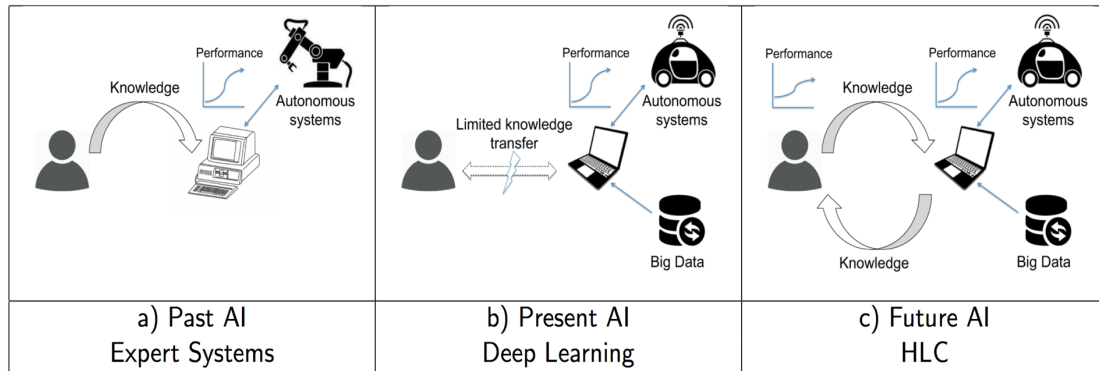 Performance
Knowledge
Autonomous
systems
a) Past AI
Expert Systems
Performance
Limited knowledge
transfer
Autonomous
systems
Big Data
b) Present AI
Deep Learning
Performance
Knowledge
Performance
Autonomous
systems
Knowledge
Big Data
c) Future AI
HLC